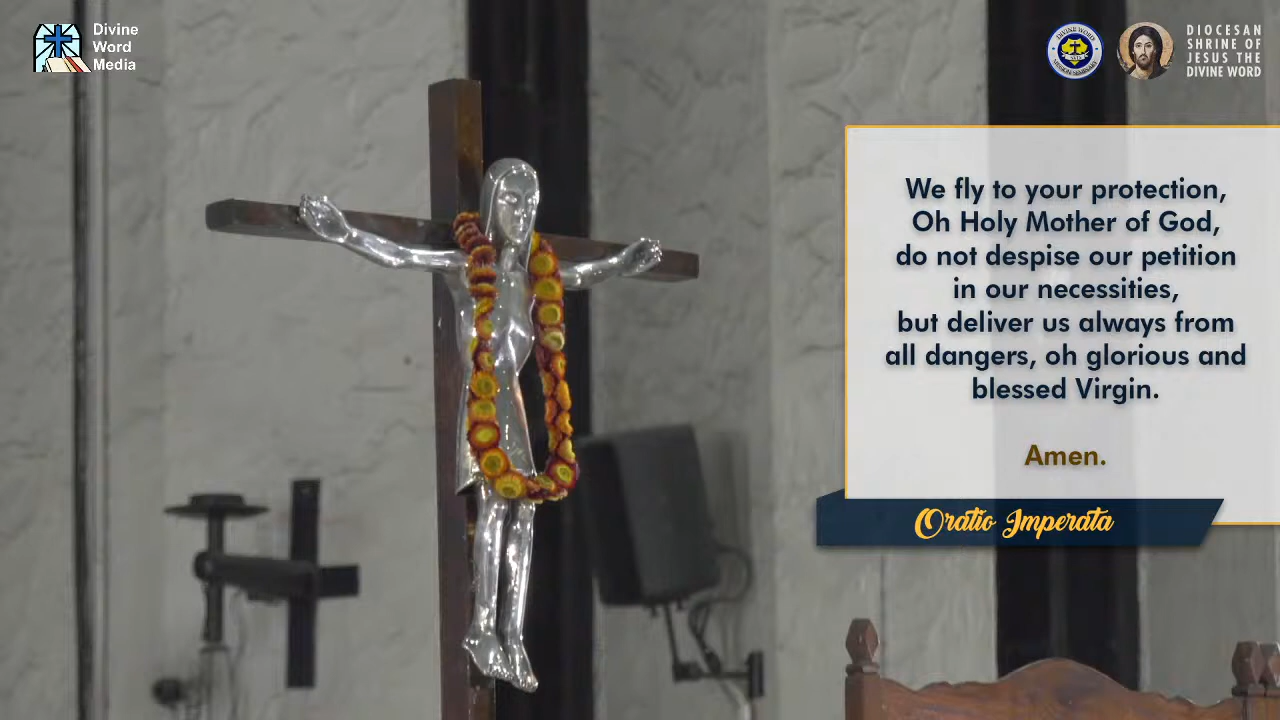 Divine
Word
Media
DIOCESAN
SHRINE OF
JESUS THE
DIVINE WORD
We fly to your protection,
Oh Holy Mother of God,
do not despise our petition
in our necessities,
but deliver us always from
all dangers, oh glorious and
blessed Virgin.
Amen.
Oratio Imperata